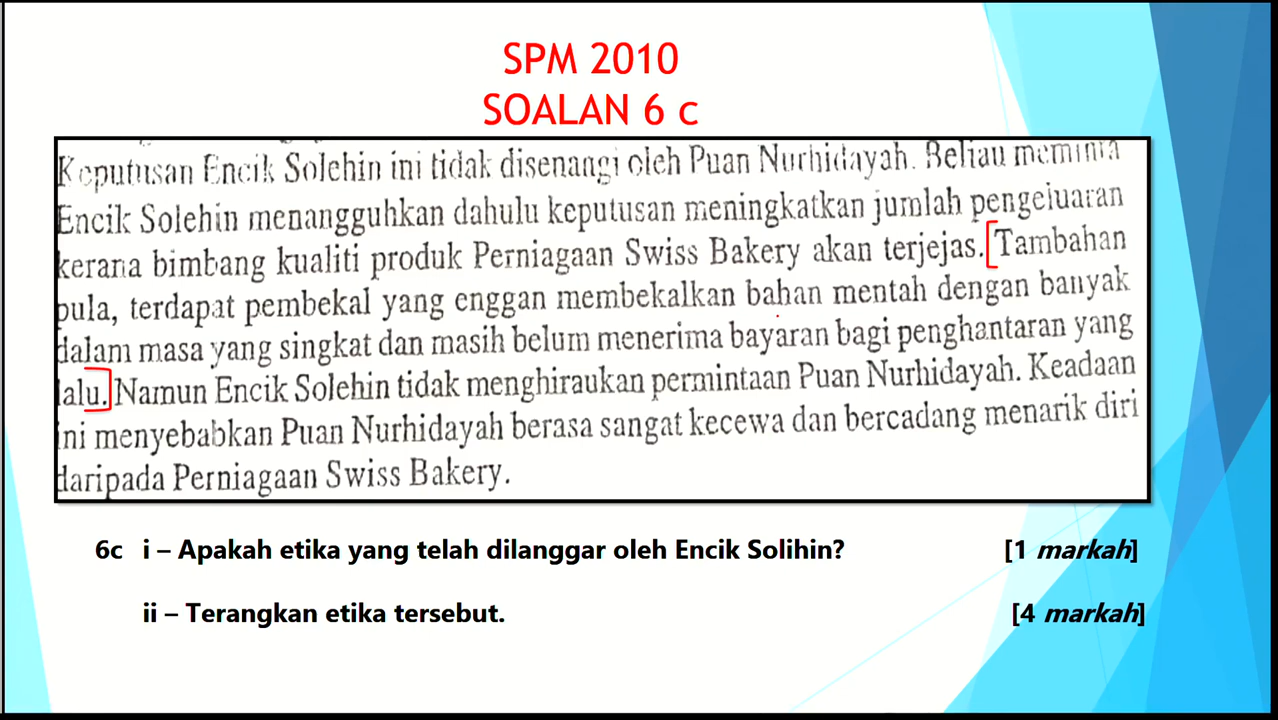 SPM 2010
SOALAN 6 c
Keputusan Encik Solehin ini tidak disenangi oleh Puan Nurhidayah. Beliau meminta
Encik Solehin menangguhkan dahulu keputusan meningkatkan jumlah pengeluaran
kerana bimbang kualiti produk Perniagaan Swiss Bakery akan terjejas. [Tambahan
pula, terdapat pembekal yang enggan membekalkan bahan mentah dengan banyak
dalam masa yang singkat dan masih belum menerima bayaran bagi penghantaran yang
lalu.] Namun Encik Solehin tidak menghiraukan permintaan Puan Nurhidayah. Keadaan
ini menyebabkan Puan Nurhidayah berasa sangat kecewa dan bercadang menarik diri
daripada Perniagaan Swiss Bakery.
6c i – Apakah etika yang telah dilanggar oleh Encik Solihin? [1 markah]
ii – Terangkan etika tersebut. [4 markah]